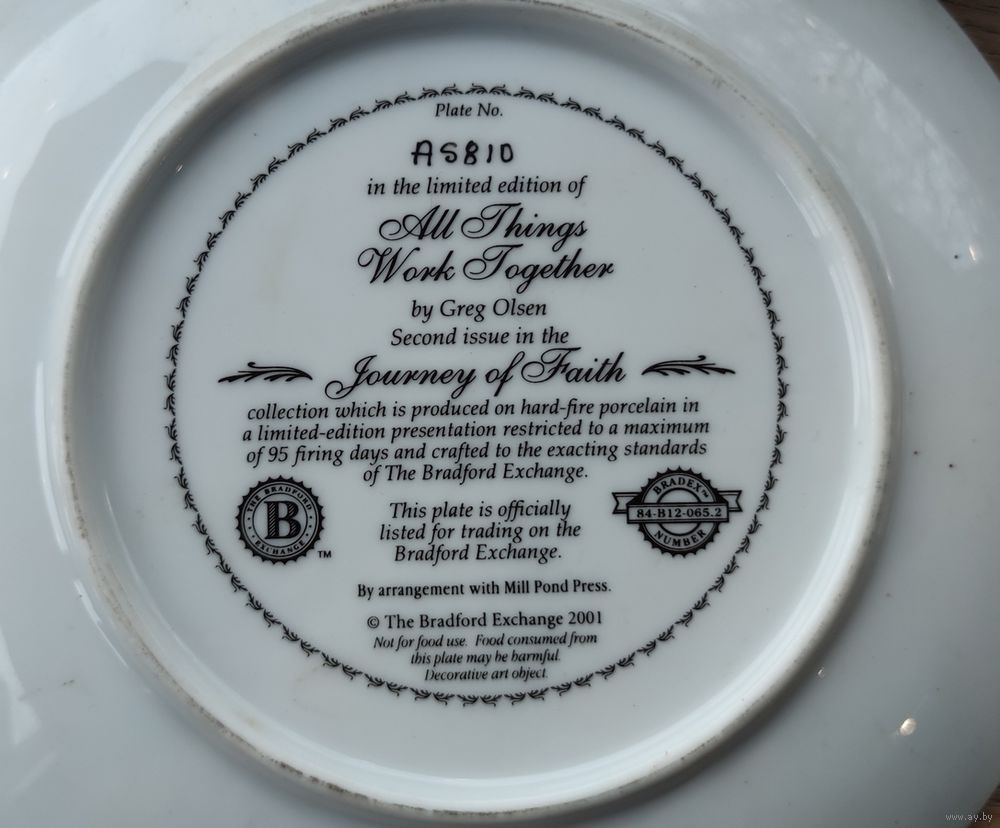 Plate No.
A5810
in the limited edition of
All Things
Work Together
by Greg Olsen
Second issue in the
Journey of Faith
collection which is produced on hard-fire porcelain in
a limited-edition presentation restricted to a maximum
of 95 firing days and crafted to the exacting standards
of The Bradford Exchange.
THE BRADFORD
B
EXCHANGE
TM
This plate is officially
listed for trading on the
Bradford Exchange.
BRADEX™
84-B12-065.2
NUMBER
By arrangement with Mill Pond Press.
© The Bradford Exchange 2001
Not for food use. Food consumed from
this plate may be harmful.
Decorative art object.
www.ay.by